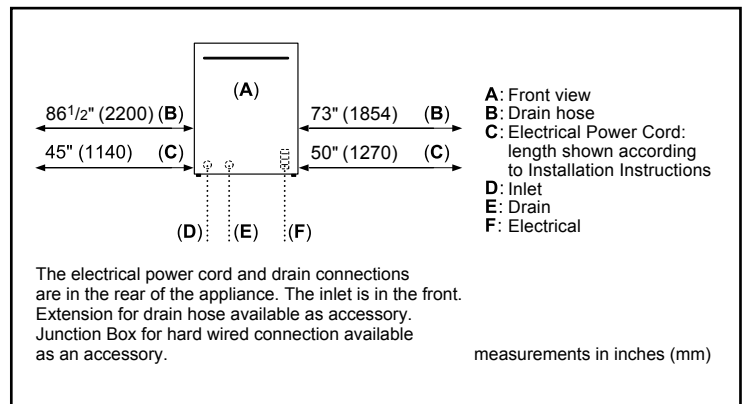 (A)
86 1/2" (2200) (B)
73" (1854) (B)
45" (1140) (C)
50" (1270) (C)
(D) (E) (F)
A: Front view
B: Drain hose
C: Electrical Power Cord:
length shown according
to Installation Instructions
D: Inlet
E: Drain
F: Electrical
The electrical power cord and drain connections
are in the rear of the appliance. The inlet is in the front.
Extension for drain hose available as accessory.
Junction Box for hard wired connection available
as an accessory.
measurements in inches (mm)